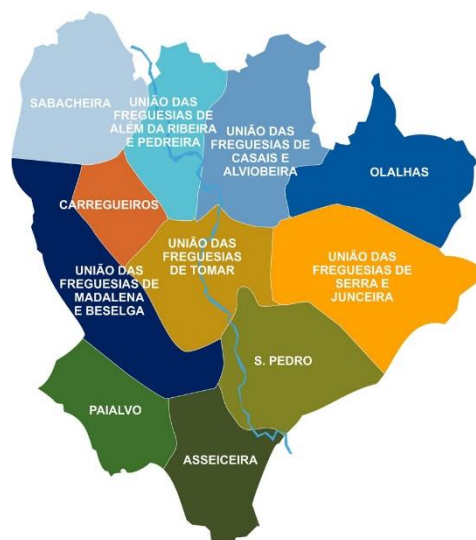 SABACHEIRA
UNIÃO DAS
FREGUESIAS DE
ALÉM DA RIBEIRA
E PEDREIRA
UNIÃO DAS
FREGUESIAS DE
CASAIS E
ALVIOBEIRA
OLALHAS
CARREGUEIROS
UNIÃO DAS
FREGUESIAS
DE TOMAR
UNIÃO DAS
FREGUESIAS DE
SERRA E
JUNCEIRA
UNIÃO DAS
FREGUESIAS DE
MADALENA
E BESELGA
S. PEDRO
PAIALVO
ASSEICEIRA